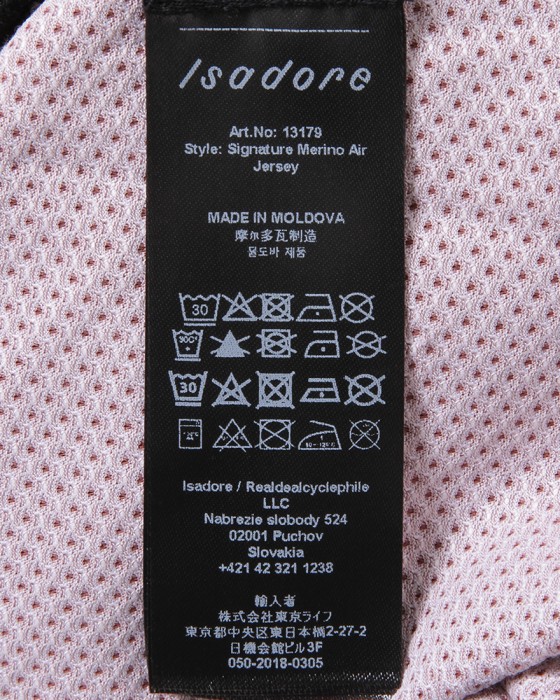 Isadore
Art.No: 13179
Style: Signature Merino Air
Jersey
MADE IN MOLDOVA
摩尔多瓦制造
몰도바 제품
30
30
Isadore / Realdealcyclephile
LLC
Nabrezie slobody 524
02001 Puchov
Slovakia
+421 42 321 1238
輸入者
株式会社東京ライフ
東京都中央区東日本橋2-27-2
日機会館ビル3F
050-2018-0305